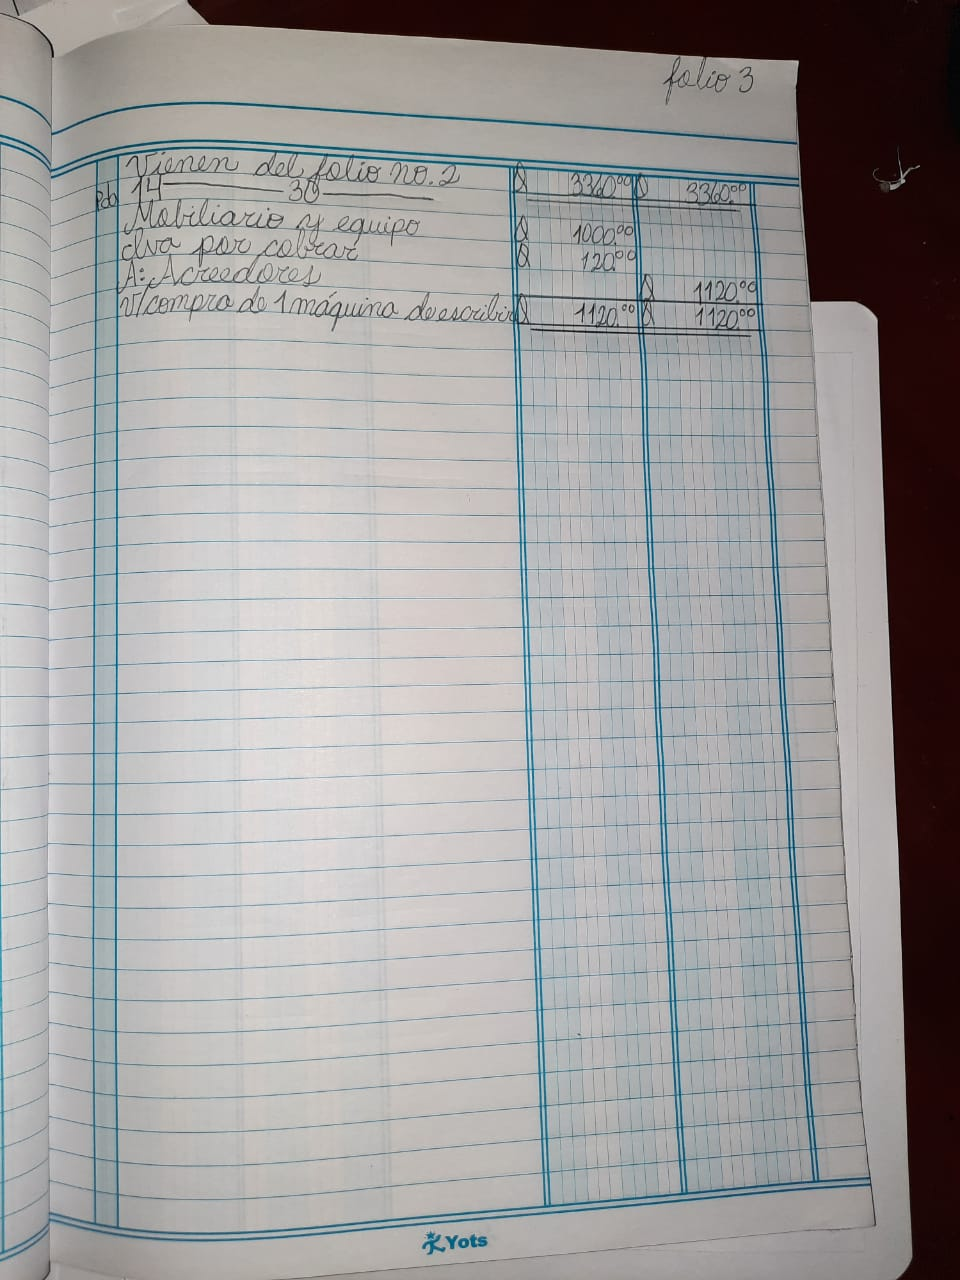 folio 3
Vienen del folio no.2 Q 3360.00 Q 3360.00
Feb 14 30
Mobiliario y equipo Q 1000.00
Iva por cobrar Q 120.00
A: Acreedores Q 1120.00
V/compra de 1 máquina de escribir Q 1120.00 Q 1120.00
Yots